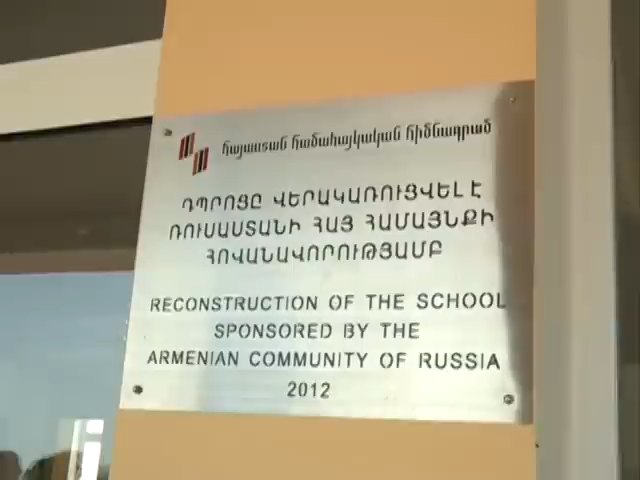 հայաստան համահայկական հիմնադրամ
ԴՊՐՈՑԸ ՎԵՐԱԿԱՌՈՒՑՎԵԼ Է
ՌՈՒՍԱՍՏԱՆԻ ՀԱՅ ՀԱՄԱՅՆՔԻ
ՀՈՎԱՆԱՎՈՐՈՒԹՅԱՄԲ
RECONSTRUCTION OF THE SCHOOL
SPONSORED BY THE
ARMENIAN COMMUNITY OF RUSSIA
2012